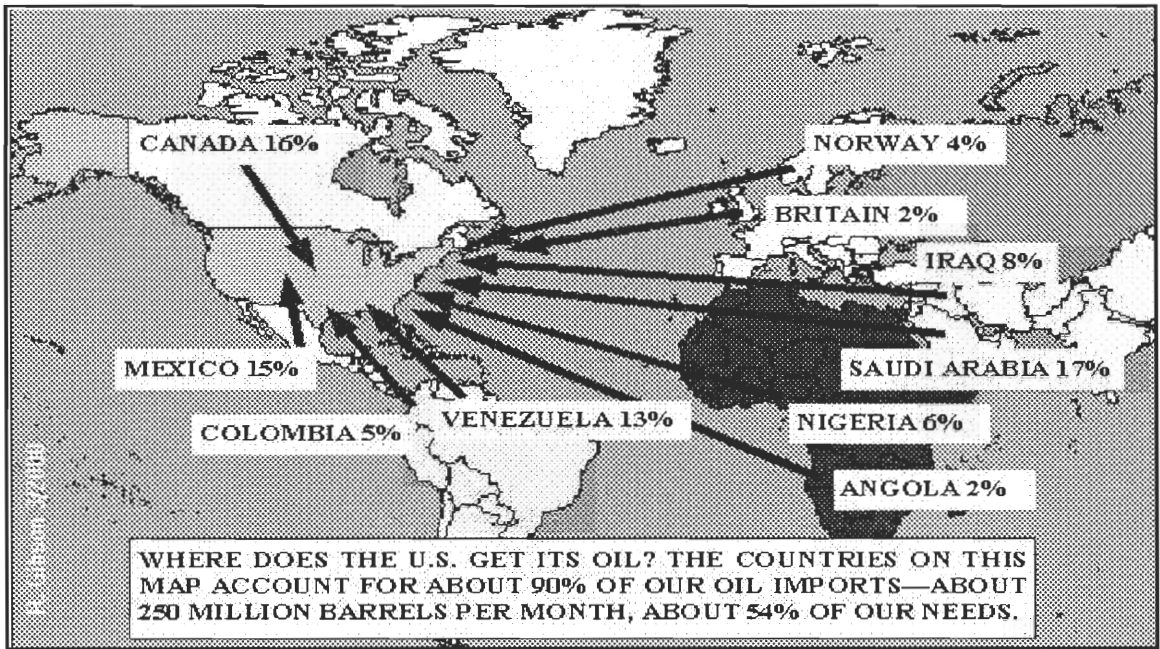 CANADA 16%
NORWAY 4%
BRITAIN 2%
IRAQ 8%
MEXICO 15%
SAUDI ARABIA 17%
COLOMBIA 5%
VENEZUELA 13%
NIGERIA 6%
ANGOLA 2%
WHERE DOES THE U.S. GET ITS OIL? THE COUNTRIES ON THIS
MAP ACCOUNT FOR ABOUT 90% OF OUR OIL IMPORTS—ABOUT
250 MILLION BARRELS PER MONTH, ABOUT 54% OF OUR NEEDS.